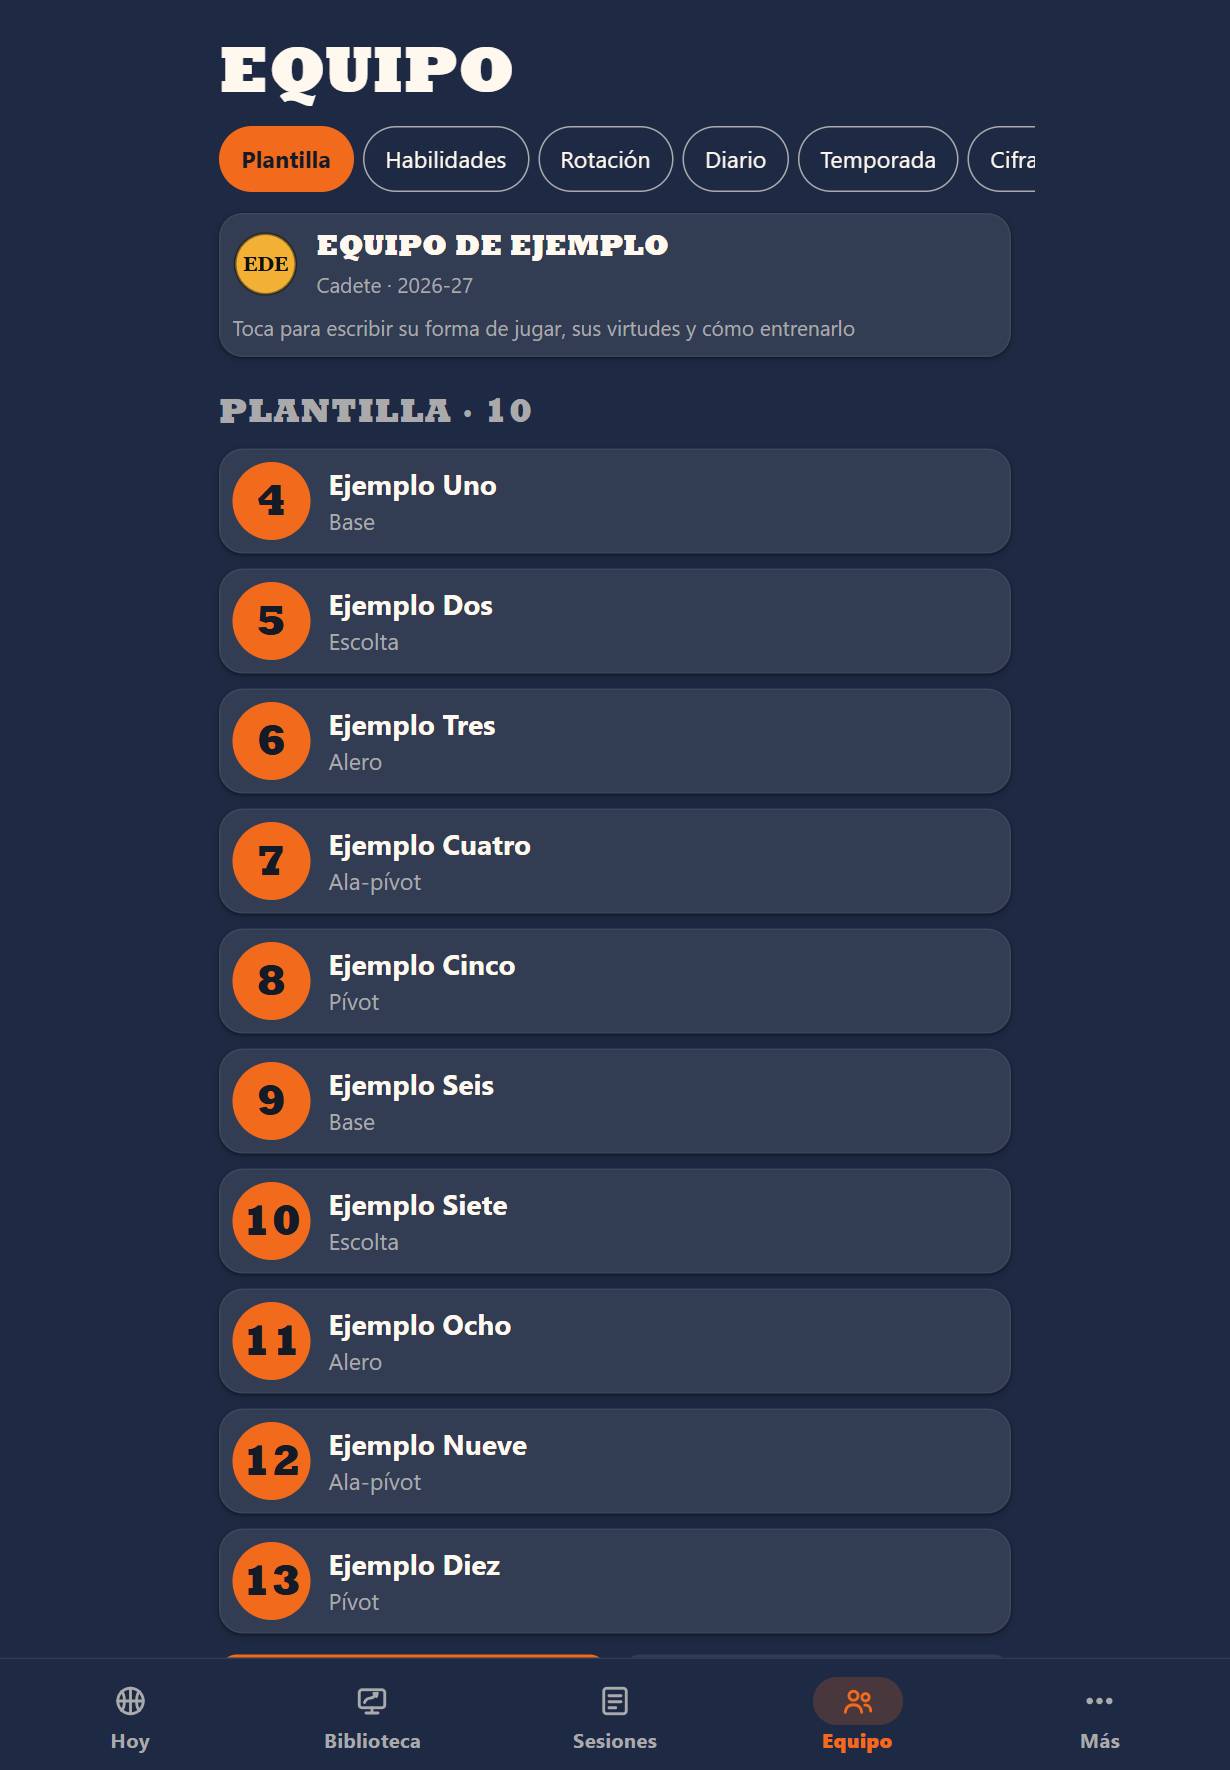 EQUIPO
Plantilla Habilidades Rotación Diario Temporada Cifra
EDE
EQUIPO DE EJEMPLO
Cadete · 2026-27
Toca para escribir su forma de jugar, sus virtudes y cómo entrenarlo
PLANTILLA · 10
4
Ejemplo Uno
Base
5
Ejemplo Dos
Escolta
6
Ejemplo Tres
Alero
7
Ejemplo Cuatro
Ala-pívot
8
Ejemplo Cinco
Pívot
9
Ejemplo Seis
Base
10
Ejemplo Siete
Escolta
11
Ejemplo Ocho
Alero
12
Ejemplo Nueve
Ala-pívot
13
Ejemplo Diez
Pívot
Hoy Biblioteca Sesiones Equipo Más